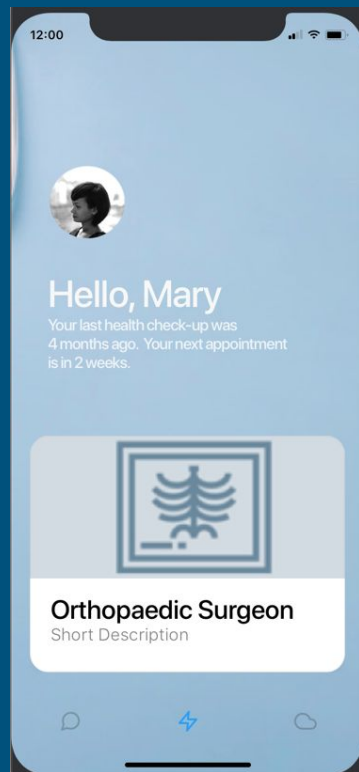 12:00
Hello, Mary
Your last health check-up was
4 months ago. Your next appointment
is in 2 weeks.
Orthopaedic Surgeon
Short Description